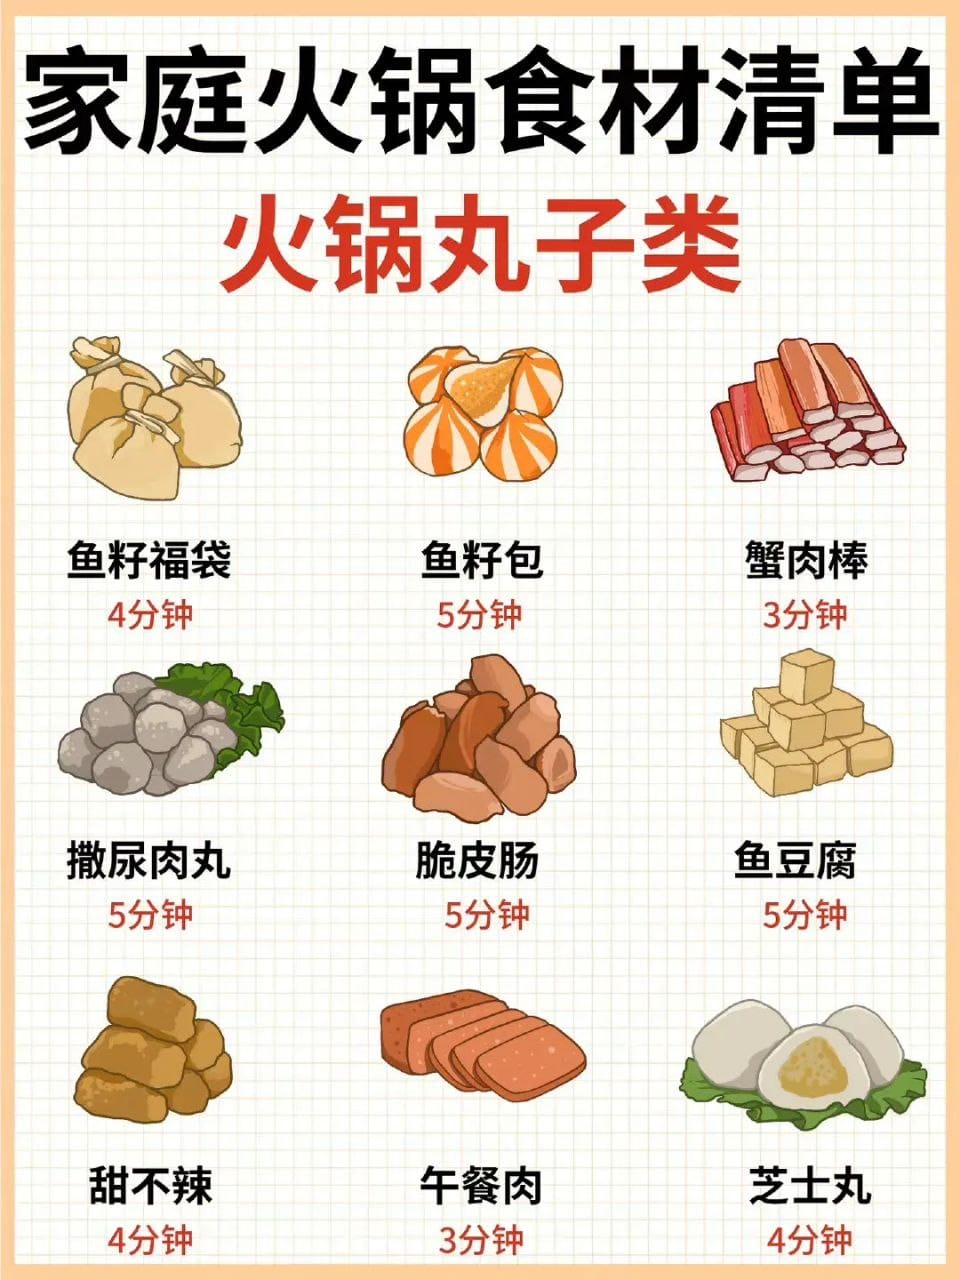 家庭火锅食材清单
火锅丸子类
鱼籽福袋
鱼籽包
蟹肉棒
4分钟
5分钟
3分钟
撒尿肉丸
脆皮肠
鱼豆腐
5分钟
5分钟
5分钟
甜不辣
午餐肉
芝士丸
4分钟
3分钟
4分钟